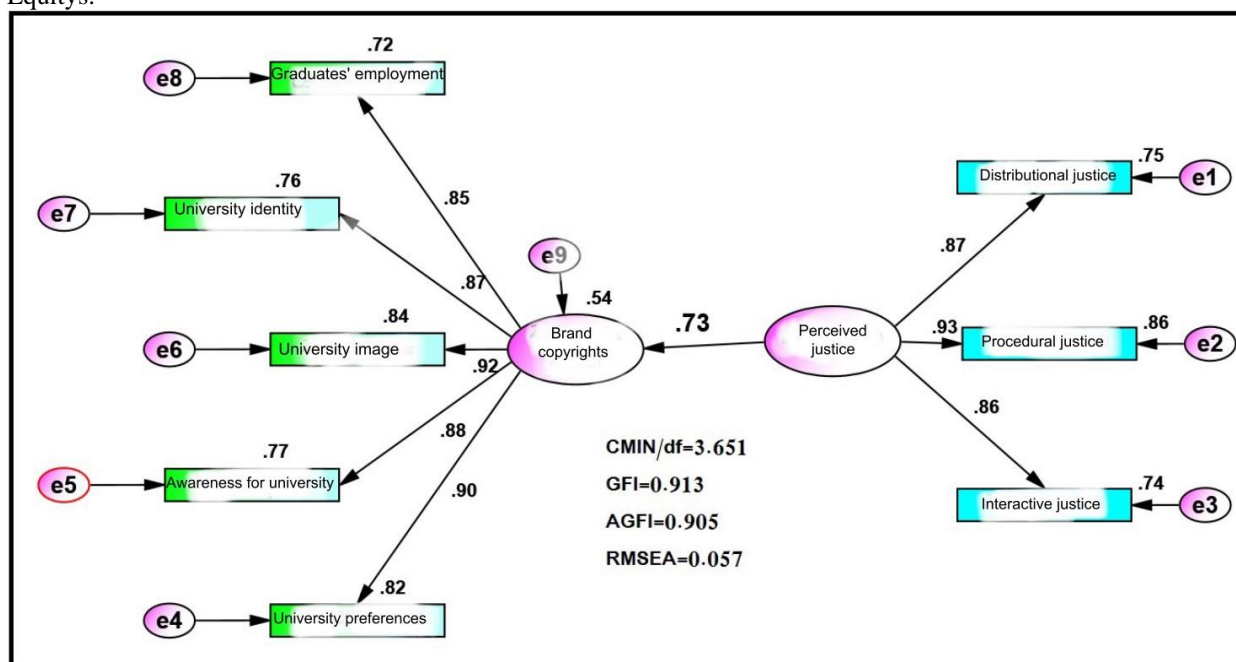 Equitys.
.72
e8
Graduates' employment
.76
.75
e7
University identity
Distributional justice
e1
.85
.87
e9
.87
.84
.54
e6
University image
Brand
copyrights
.73
Perceived
justice
.93
Procedural justice
.86
e2
.92
.86
.88
CMIN/df=3.651
.77
e5
Awareness for university
.90
GFI=0.913
.74
Interactive justice
e3
AGFI=0.905
RMSEA=0.057
.82
e4
University preferences